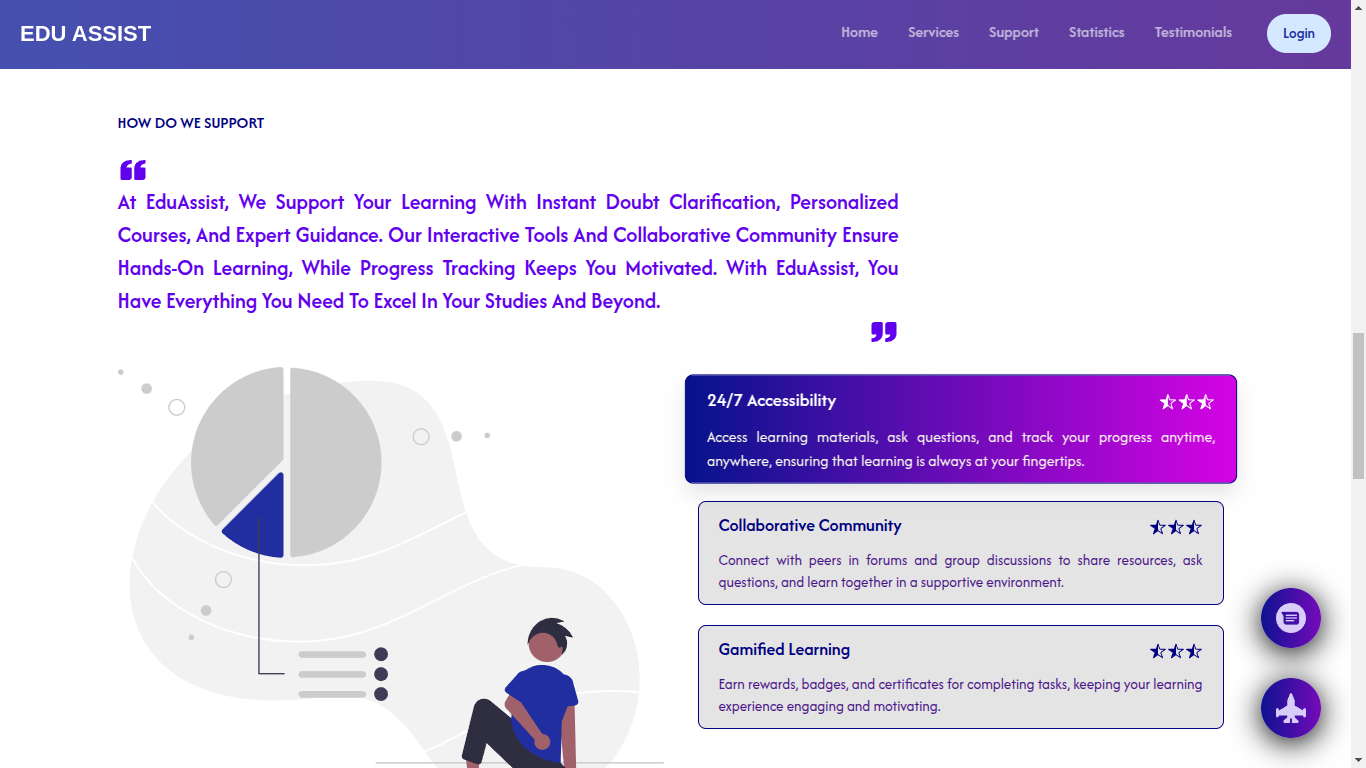 EDU ASSIST
Home
Services
Support
Statistics
Testimonials
Login
HOW DO WE SUPPORT
At EduAssist, We Support Your Learning With Instant Doubt Clarification, Personalized
Courses, And Expert Guidance. Our Interactive Tools And Collaborative Community Ensure
Hands-On Learning, While Progress Tracking Keeps You Motivated. With EduAssist, You
Have Everything You Need To Excel In Your Studies And Beyond.
24/7 Accessibility
Access learning materials, ask questions, and track your progress anytime,
anywhere, ensuring that learning is always at your fingertips.
Collaborative Community
Connect with peers in forums and group discussions to share resources, ask
questions, and learn together in a supportive environment.
Gamified Learning
Earn rewards, badges, and certificates for completing tasks, keeping your learning
experience engaging and motivating.